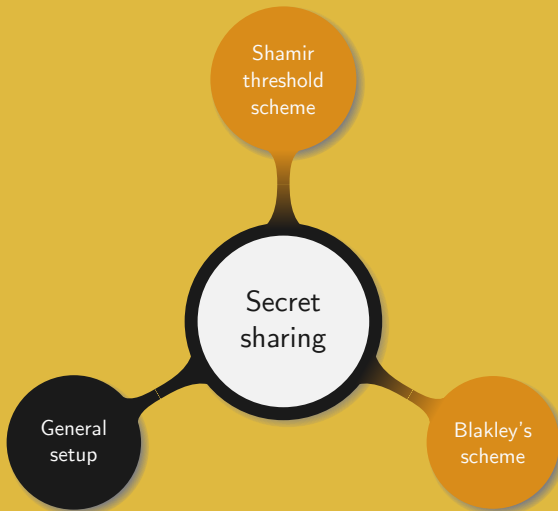 Shamir
threshold
scheme
Secret
sharing
General
setup
Blakley's
scheme